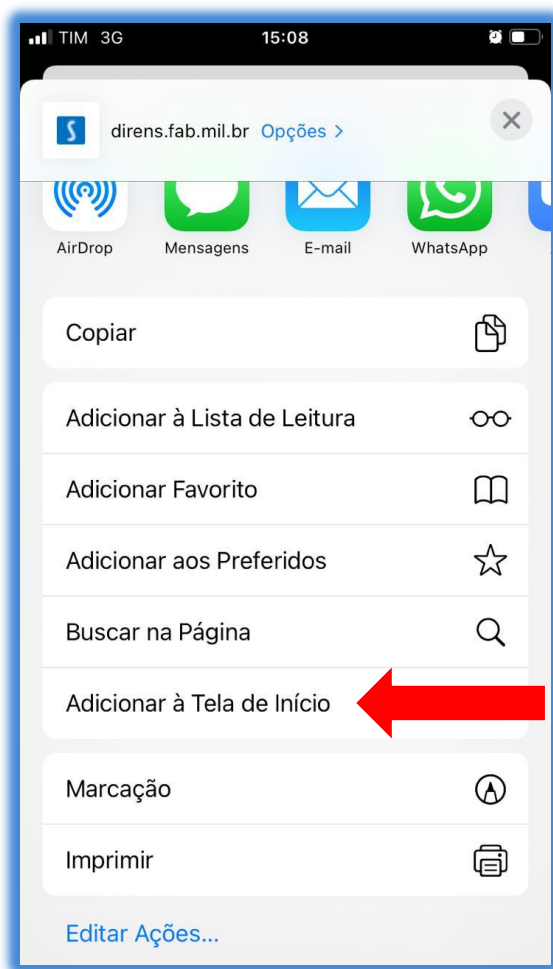 TIM 3G 15:08
direns.fab.mil.br Opções >
AirDrop Mensagens E-mail WhatsApp
Copiar
Adicionar à Lista de Leitura
Adicionar Favorito
Adicionar aos Preferidos
Buscar na Página
Adicionar à Tela de Início
Marcação
Imprimir
Editar Ações...